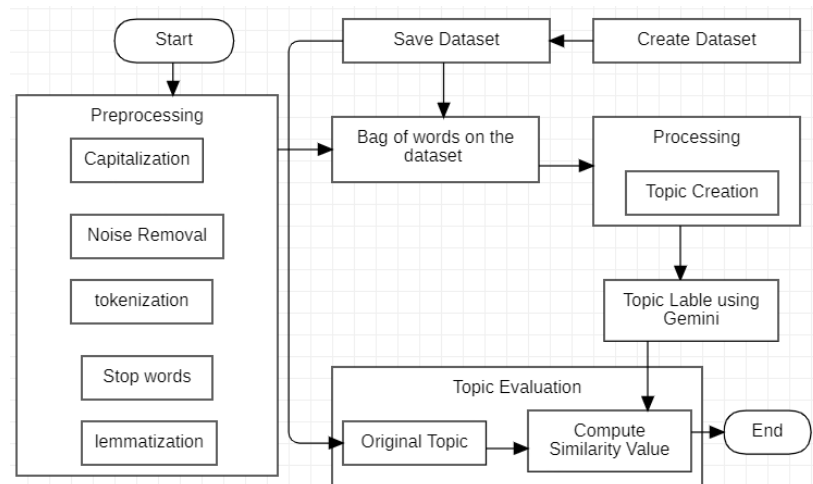 Start
Save Dataset
Create Dataset
Preprocessing
Capitalization
Noise Removal
tokenization
Stop words
lemmatization
Bag of words on the
dataset
Processing
Topic Creation
Topic Lable using
Gemini
Topic Evaluation
Original Topic
Compute
Similarity Value
End